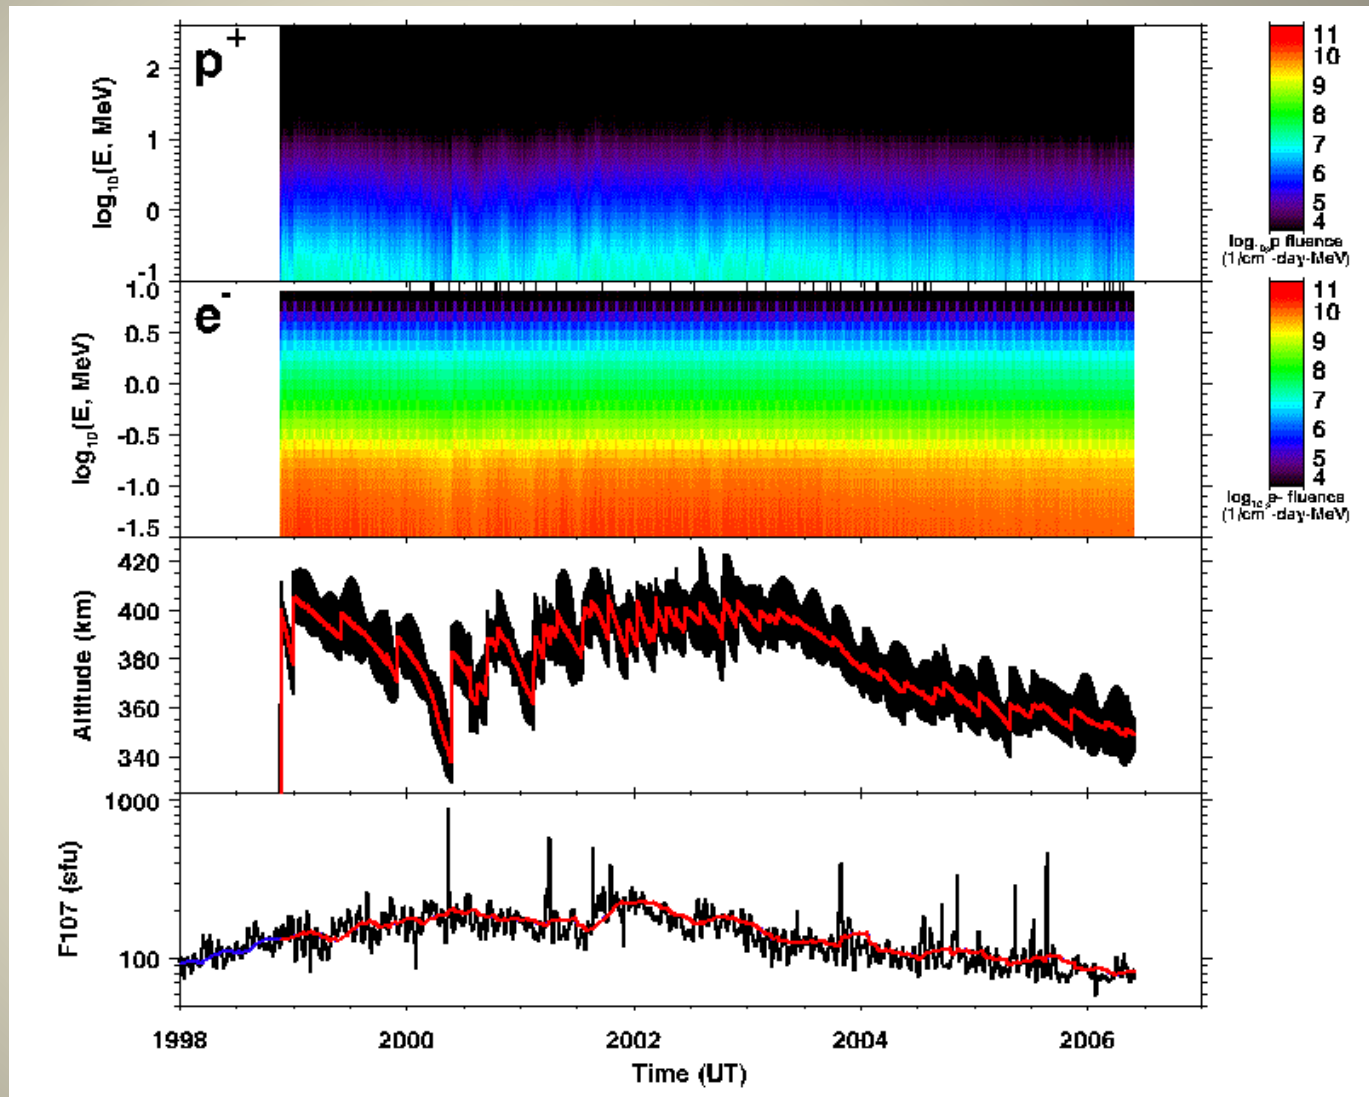 p+
2
1
0
-1
log10(E, MeV)
11
10
9
8
7
6
5
4
log10 p fluence
(1/cm2-day-MeV)
e-
1.0
0.5
0.0
-0.5
-1.0
-1.5
log10(E, MeV)
11
10
9
8
7
6
5
4
log10 e- fluence
(1/cm2-day-MeV)
420
400
380
360
340
Altitude (km)
1000
100
F107 (sfu)
1998 2000 2002 2004 2006
Time (UT)